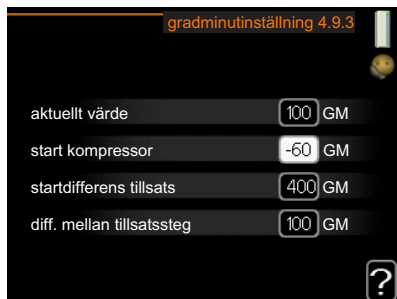 gradminutinställning 4.9.3
aktuellt värde 100 GM
start kompressor -60 GM
startdifferens tillsats 400 GM
diff. mellan tillsatssteg 100 GM
?